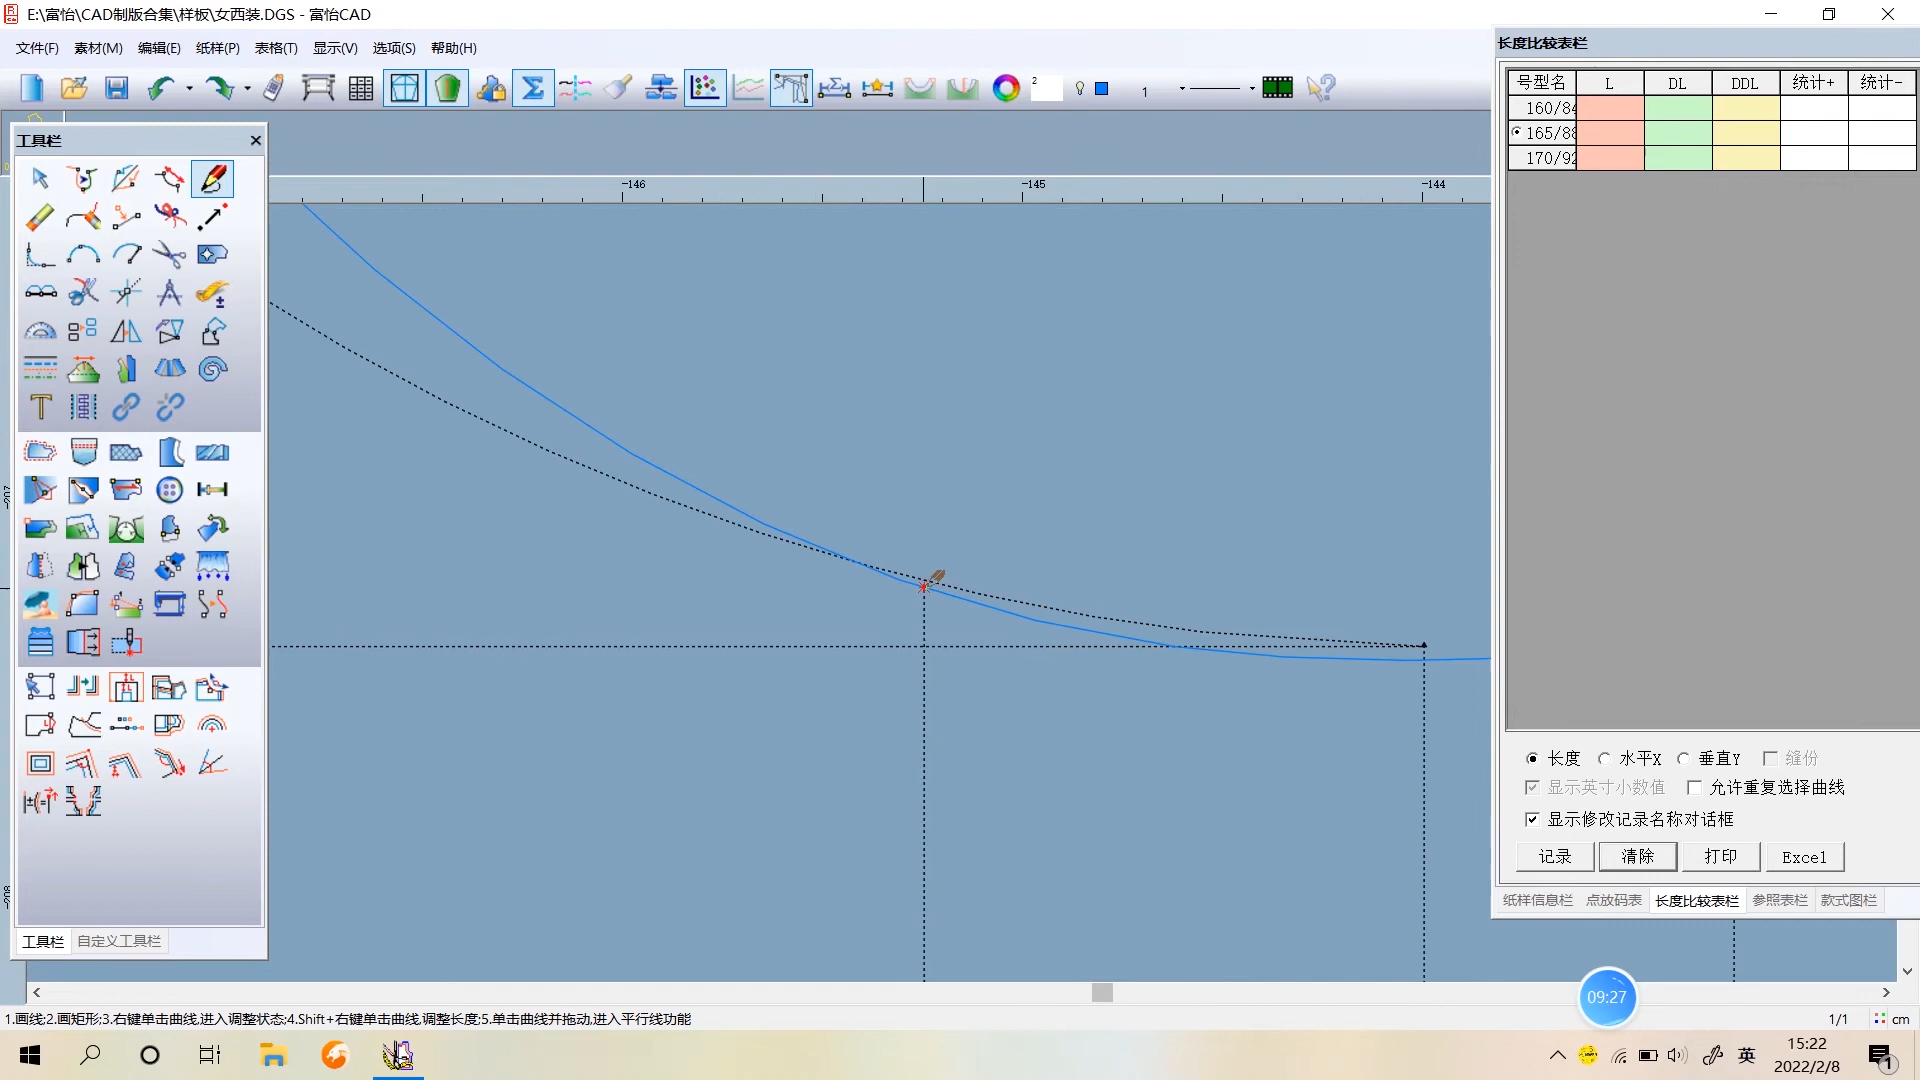 E:\富怡\CAD制版合集\样板\女西装.DGS - 富怡CAD
文件(F) 素材(M) 编辑(E) 纸样(P) 表格(T) 显示(V) 选项(S) 帮助(H)
2
1
长度比较表栏
号型名 L DL DDL 统计+ 统计-
160/84
165/88
170/92
工具栏
-146 -145 -144
-207
-208
长度 水平X 垂直Y 缝份
显示英寸小数值 允许重复选择曲线
显示修改记录名称对话框
记录 清除 打印 Excel
纸样信息栏 点放码表 长度比较表栏 参照表栏 款式图栏
工具栏 自定义工具栏
09:27
1.画线;2.画矩形;3.右键单击曲线,进入调整状态;4.Shift+右键单击曲线,调整长度;5.单击曲线并拖动,进入平行线功能
1/1 cm
英
15:22
2022/2/8
1